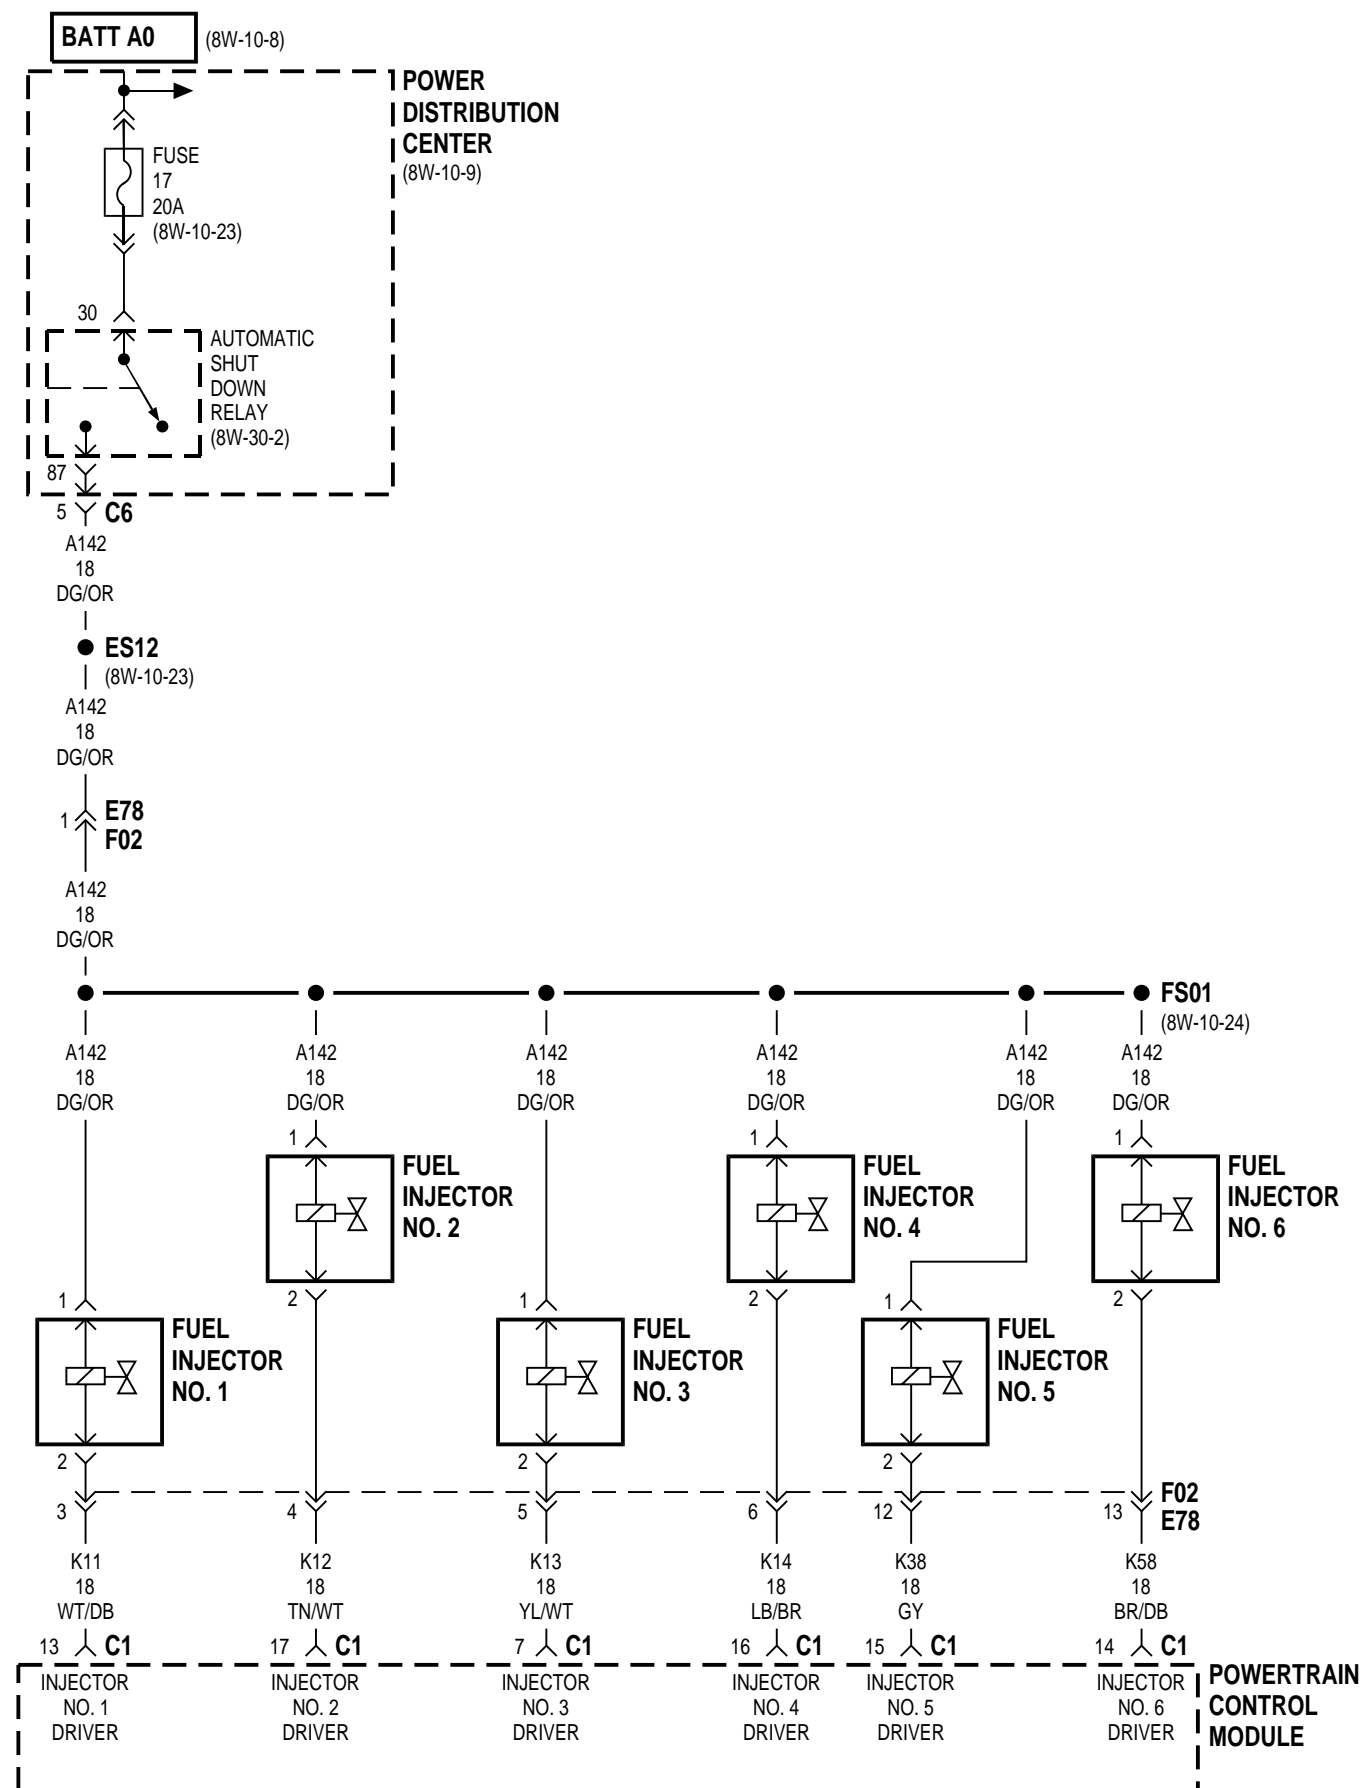 BATT A0
(8W-10-8)
POWER
DISTRIBUTION
CENTER
(8W-10-9)
FUSE
17
20A
(8W-10-23)
30
AUTOMATIC
SHUT
DOWN
RELAY
(8W-30-2)
87
5
C6
A142
18
DG/OR
ES12
(8W-10-23)
A142
18
DG/OR
1
E78
F02
A142
18
DG/OR
FS01
(8W-10-24)
A142
18
DG/OR
A142
18
DG/OR
A142
18
DG/OR
A142
18
DG/OR
A142
18
DG/OR
A142
18
DG/OR
1
FUEL
INJECTOR
NO. 2
2
1
FUEL
INJECTOR
NO. 4
2
1
FUEL
INJECTOR
NO. 6
2
1
FUEL
INJECTOR
NO. 1
2
1
FUEL
INJECTOR
NO. 3
2
1
FUEL
INJECTOR
NO. 5
2
3
4
5
6
12
13
F02
E78
K11
18
WT/DB
K12
18
TN/WT
K13
18
YL/WT
K14
18
LB/BR
K38
18
GY
K58
18
BR/DB
13
C1
17
C1
7
C1
16
C1
15
C1
14
C1
INJECTOR
NO. 1
DRIVER
INJECTOR
NO. 2
DRIVER
INJECTOR
NO. 3
DRIVER
INJECTOR
NO. 4
DRIVER
INJECTOR
NO. 5
DRIVER
INJECTOR
NO. 6
DRIVER
POWERTRAIN
CONTROL
MODULE